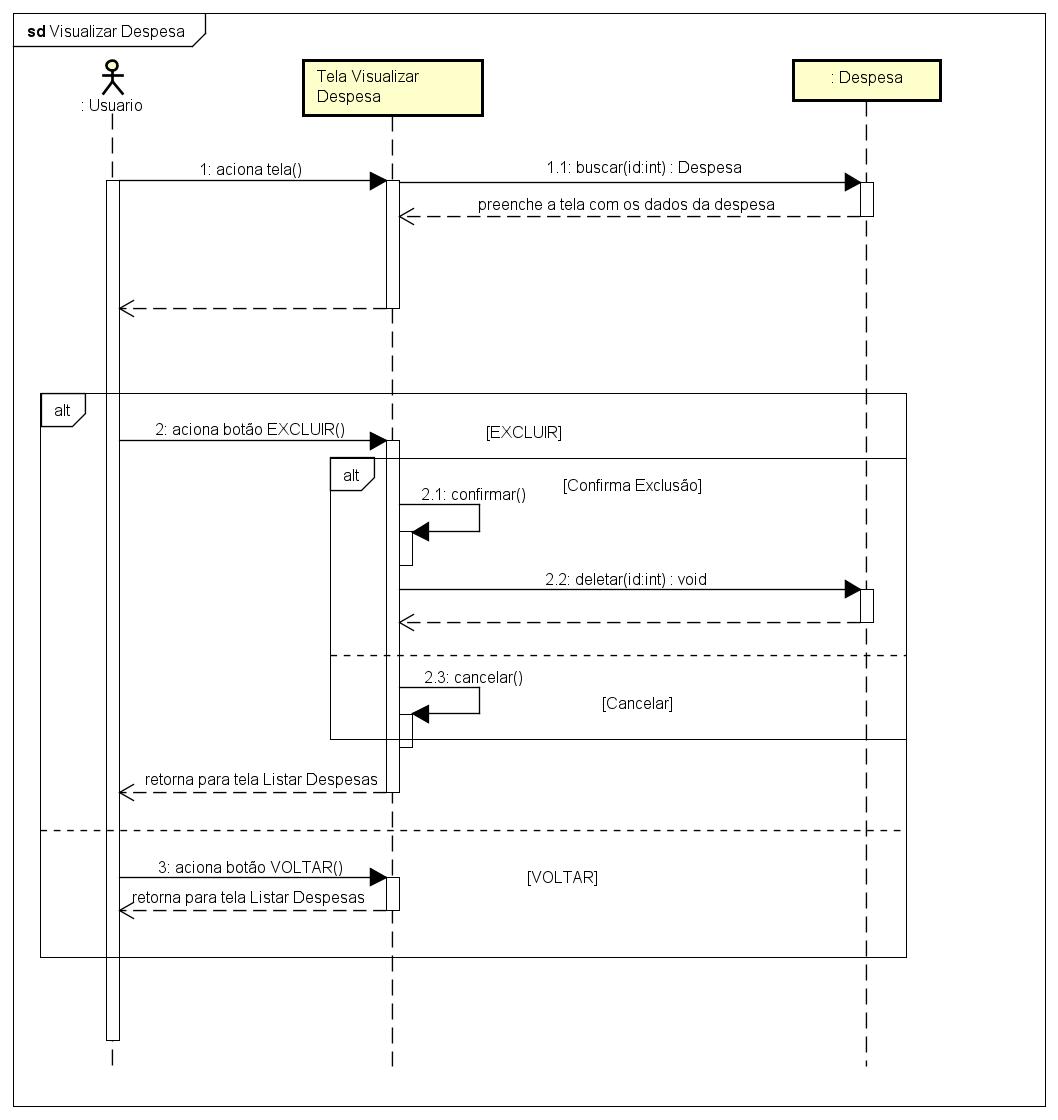 sd Visualizar Despesa
: Usuario
Tela Visualizar
Despesa
: Despesa
1: aciona tela()
1.1: buscar(id:int) : Despesa
preenche a tela com os dados da despesa
alt
2: aciona botão EXCLUIR()
[EXCLUIR]
alt
[Confirma Exclusão]
2.1: confirmar()
2.2: deletar(id:int) : void
2.3: cancelar()
[Cancelar]
retorna para tela Listar Despesas
3: aciona botão VOLTAR()
[VOLTAR]
retorna para tela Listar Despesas